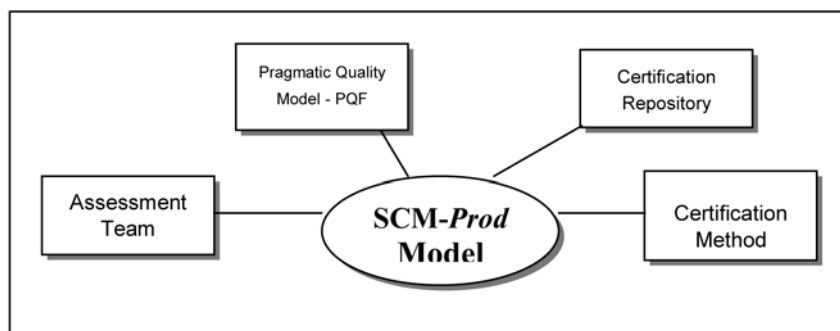 Pragmatic Quality
Model - PQF
Certification
Repository
Assessment
Team
SCM-Prod
Model
Certification
Method